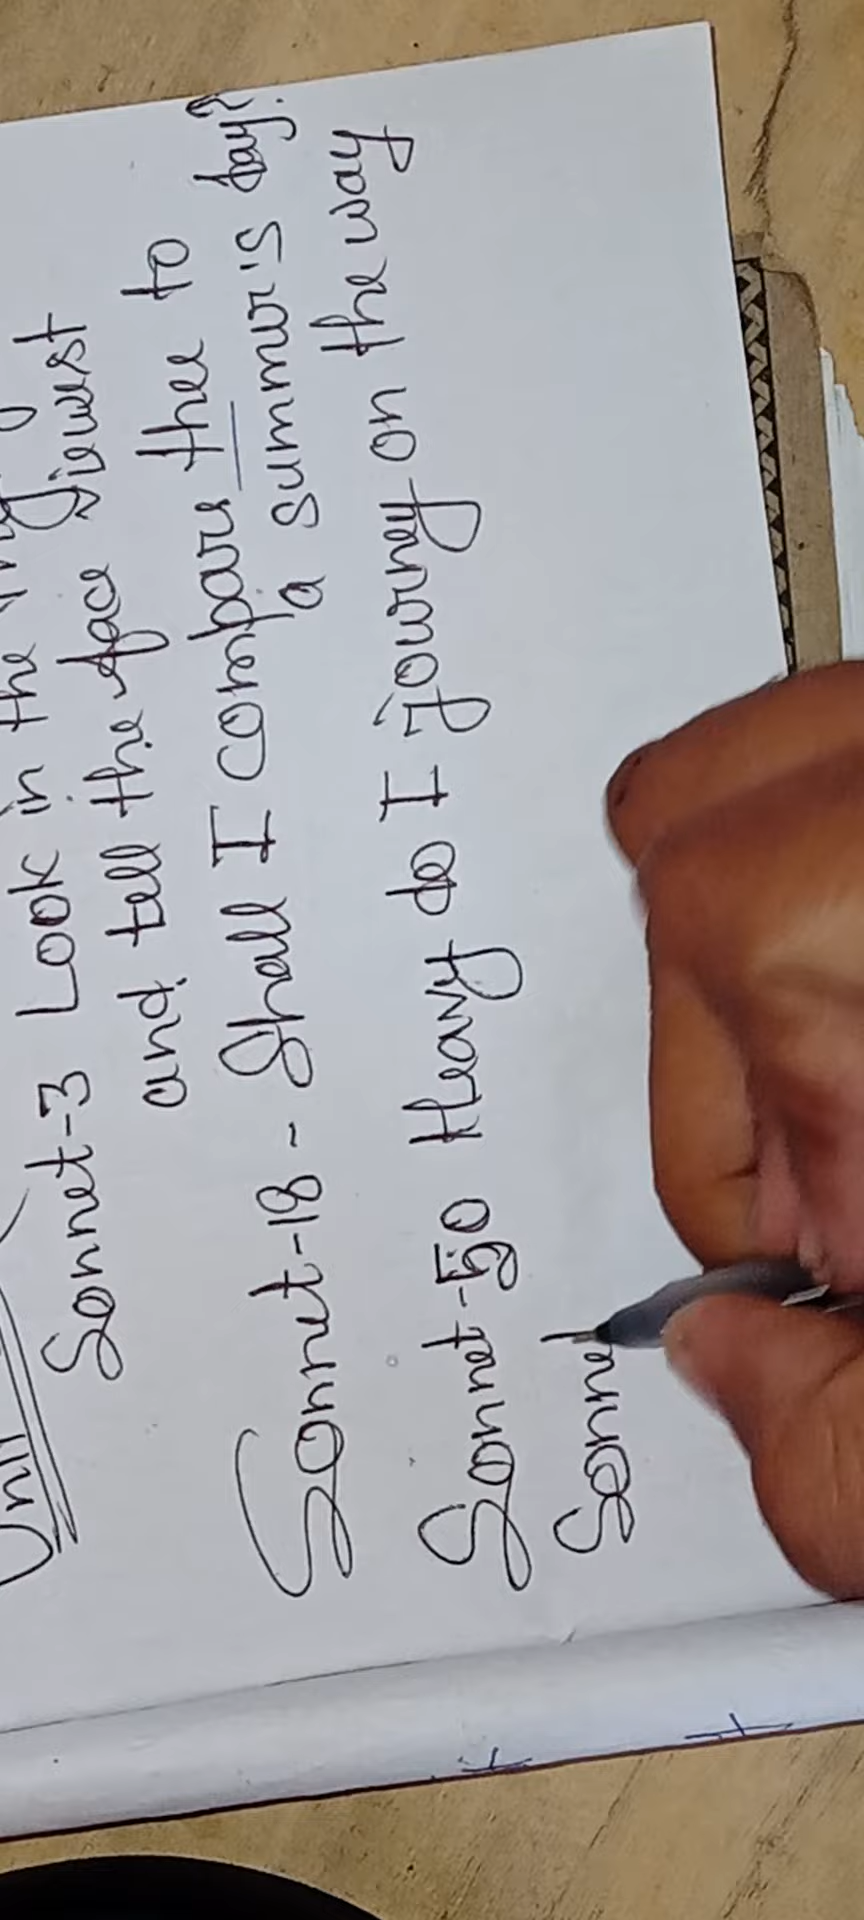 Unit
Sonnet-3 Look in the
and tell the face viewest
Sonnet-18 - Shall I compare thee to
a summer's day?
Sonnet-50 Heavy do I journey on the way
Sonne